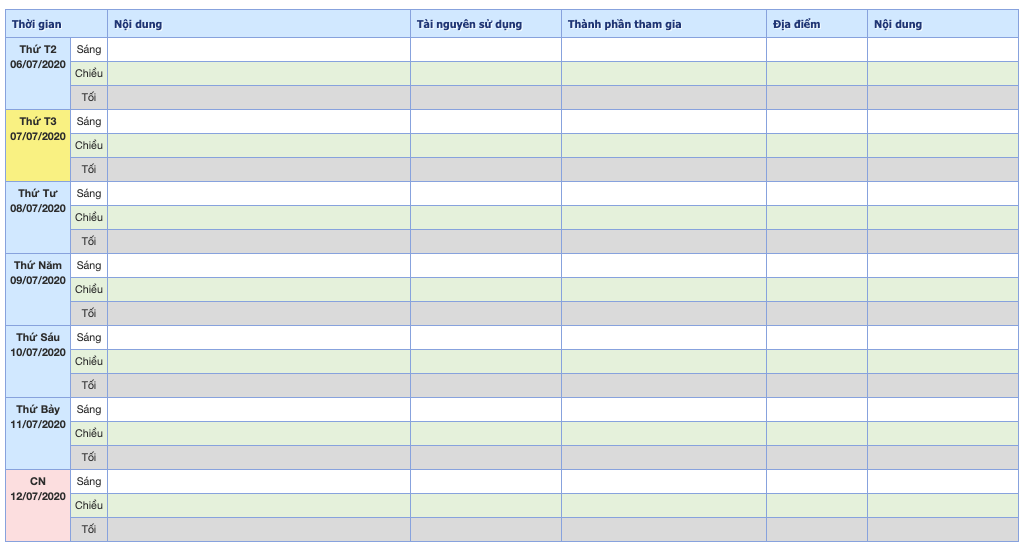 Thời gian Nội dung Tài nguyên sử dụng Thành phần tham gia Địa điểm Nội dung
Thứ T2 Sáng
06/07/2020
Chiều
Tối
Thứ T3 Sáng
07/07/2020
Chiều
Tối
Thứ Tư Sáng
08/07/2020
Chiều
Tối
Thứ Năm Sáng
09/07/2020
Chiều
Tối
Thứ Sáu Sáng
10/07/2020
Chiều
Tối
Thứ Bảy Sáng
11/07/2020
Chiều
Tối
CN Sáng
12/07/2020
Chiều
Tối